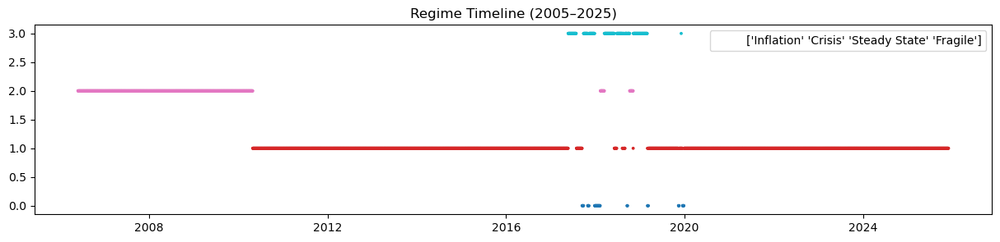 Regime Timeline (2005–2025)
3.0
['Inflation' 'Crisis' 'Steady State' 'Fragile']
2.5
2.0
1.5
1.0
0.5
0.0
2008 2012 2016 2020 2024